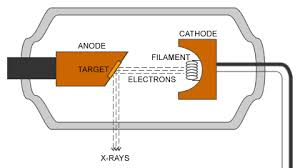 CATHODE
ANODE
FILAMENT
TARGET
ELECTRONS
X-RAYS